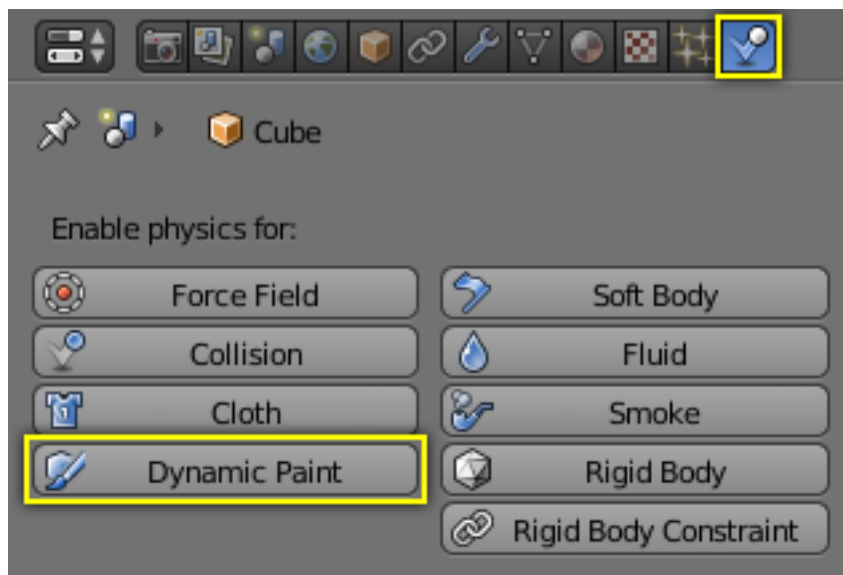 Cube
Enable physics for:
Force Field
Soft Body
Collision
Fluid
Cloth
Smoke
Dynamic Paint
Rigid Body
Rigid Body Constraint